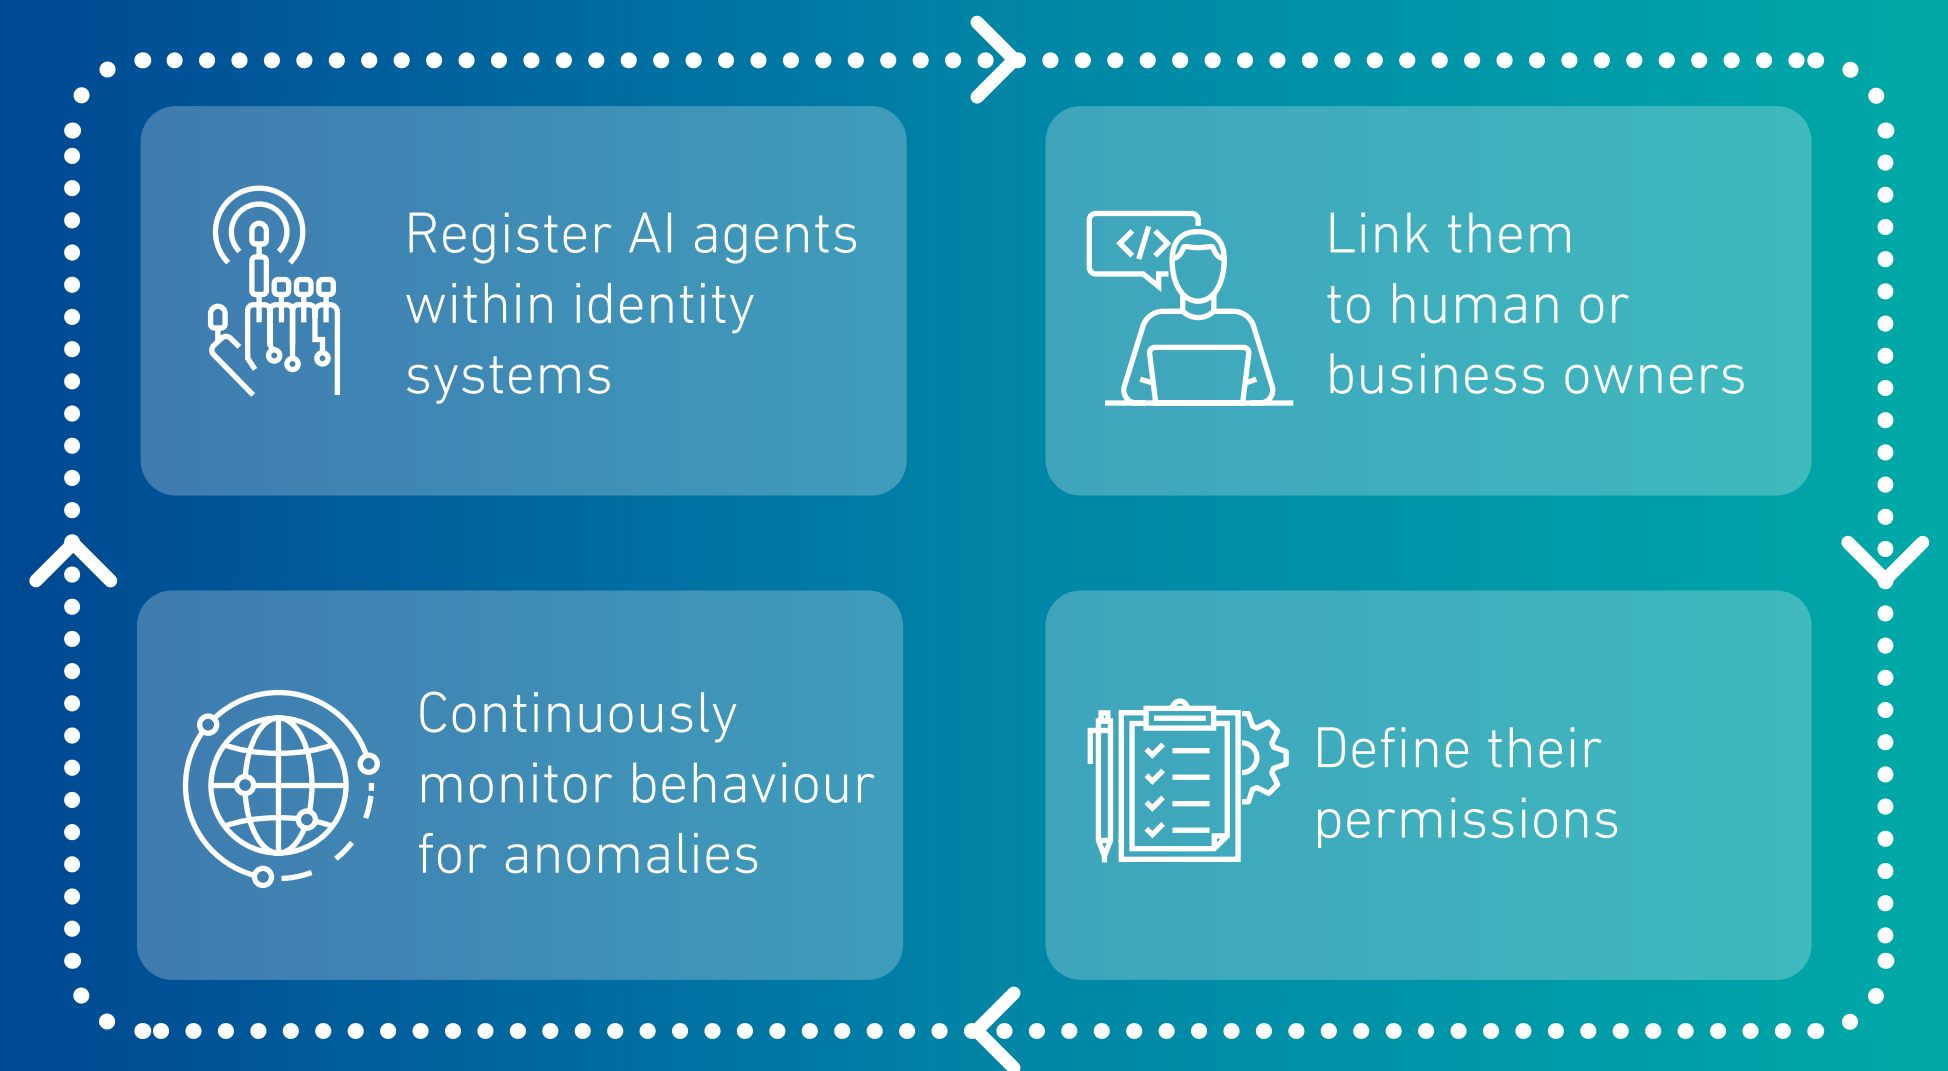 Register AI agents
within identity
systems
Link them
to human or
business owners
Continuously
monitor behaviour
for anomalies
Define their
permissions